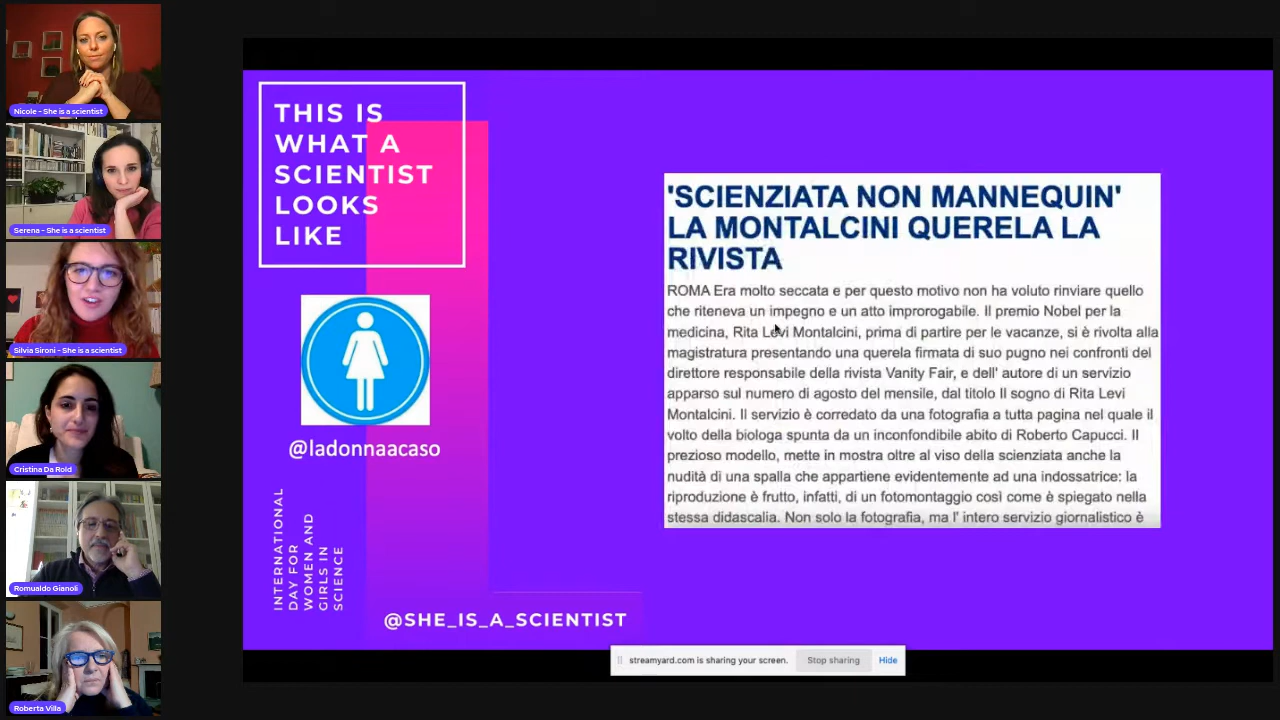 Nicole - She is a scientist
Serena - She is a scientist
Silvia Sironi - She is a scientist
Cristina Da Rold
Romualdo Gianoli
Roberta Villa
THIS IS
WHAT A
SCIENTIST
LOOKS
LIKE
@ladonnaacaso
INTERNATIONAL
DAY FOR
WOMEN AND
GIRLS IN
SCIENCE
@SHE_IS_A_SCIENTIST
'SCIENZIATA NON MANNEQUIN'
LA MONTALCINI QUERELA LA
RIVISTA
ROMA Era molto seccata e per questo motivo non ha voluto rinviare quello
che riteneva un impegno e un atto improrogabile. Il premio Nobel per la
medicina, Rita Levi Montalcini, prima di partire per le vacanze, si è rivolta alla
magistratura presentando una querela firmata di suo pugno nei confronti del
direttore responsabile della rivista Vanity Fair, e dell' autore di un servizio
apparso sul numero di agosto del mensile, dal titolo Il sogno di Rita Levi
Montalcini. Il servizio è corredato da una fotografia a tutta pagina nel quale il
volto della biologa spunta da un inconfondibile abito di Roberto Capucci. Il
prezioso modello, mette in mostra oltre al viso della scienziata anche la
nudità di una spalla che appartiene evidentemente ad una indossatrice: la
riproduzione è frutto, infatti, di un fotomontaggio così come è spiegato nella
stessa didascalia. Non solo la fotografia, ma l' intero servizio giornalistico è
streamyard.com is sharing your screen.
Stop sharing
Hide